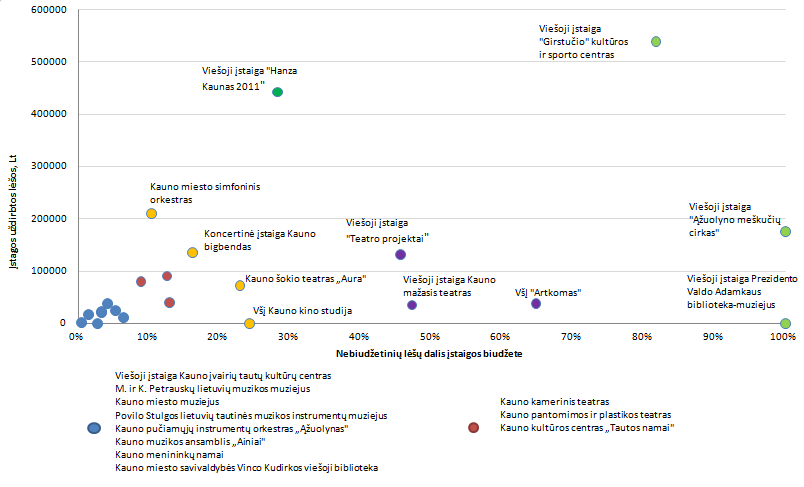 600000
500000
400000
300000
200000
100000
0
Įstagos uždirbtos lėšos, Lt
Viešoji įstaiga
"Girstučio" kultūros
ir sporto centras
Viešoji įstaiga "Hanza
Kaunas 2011"
Kauno miesto simfoninis
orkestras
Koncertinė įstaiga Kauno
bigbendas
Viešoji įstaiga
"Teatro projektai"
Viešoji įstaiga
"Ąžuolyno meškučių
cirkas"
Kauno šokio teatras „Aura"
Viešoji įstaiga Kauno
mažasis teatras
VšĮ "Artkomas"
Viešoji įstaiga Prezidento
Valdo Adamkaus
biblioteka-muziejus
VšĮ Kauno kino studija
0% 10% 20% 30% 40% 50% 60% 70% 80% 90% 100%
Nebiudžetinių lėšų dalis įstaigos biudžete
Viešoji įstaiga Kauno įvairių tautų kultūrų centras
M. ir K. Petrauskų lietuvių muzikos muziejus
Kauno miesto muziejus
Povilo Stulgos lietuvių tautinės muzikos instrumentų muziejus
Kauno pučiamųjų instrumentų orkestras „Ąžuolynas"
Kauno muzikos ansamblis „Ainiai"
Kauno menininkų namai
Kauno miesto savivaldybės Vinco Kudirkos viešoji biblioteka
Kauno kamerinis teatras
Kauno pantomimos ir plastikos teatras
Kauno kultūros centras „Tautos namai"